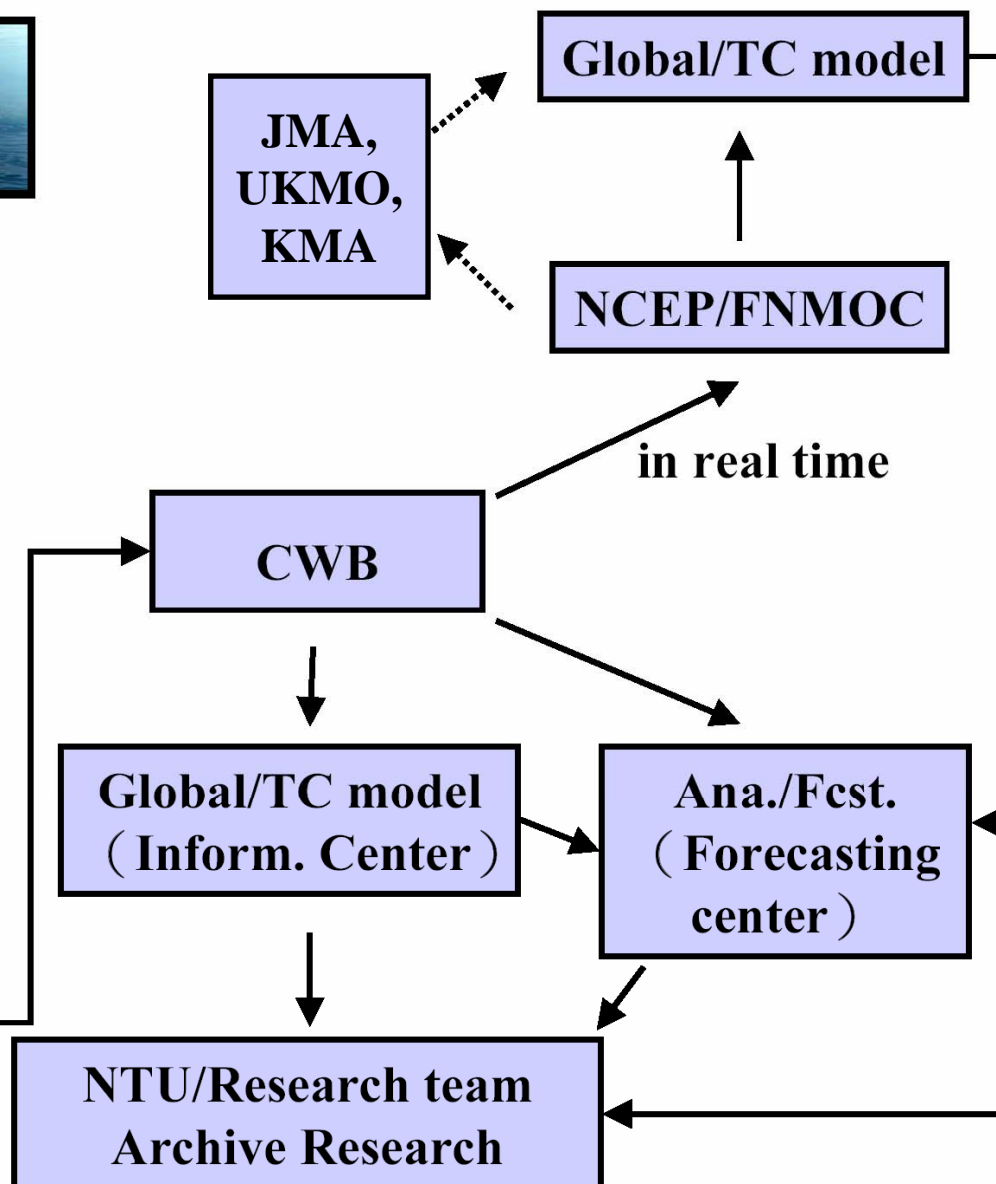 Global/TC model
JMA,
UKMO,
KMA
NCEP/FNMOC
in real time
CWB
Global/TC model
（Inform. Center）
Ana./Fcst.
（Forecasting
center）
NTU/Research team
Archive Research